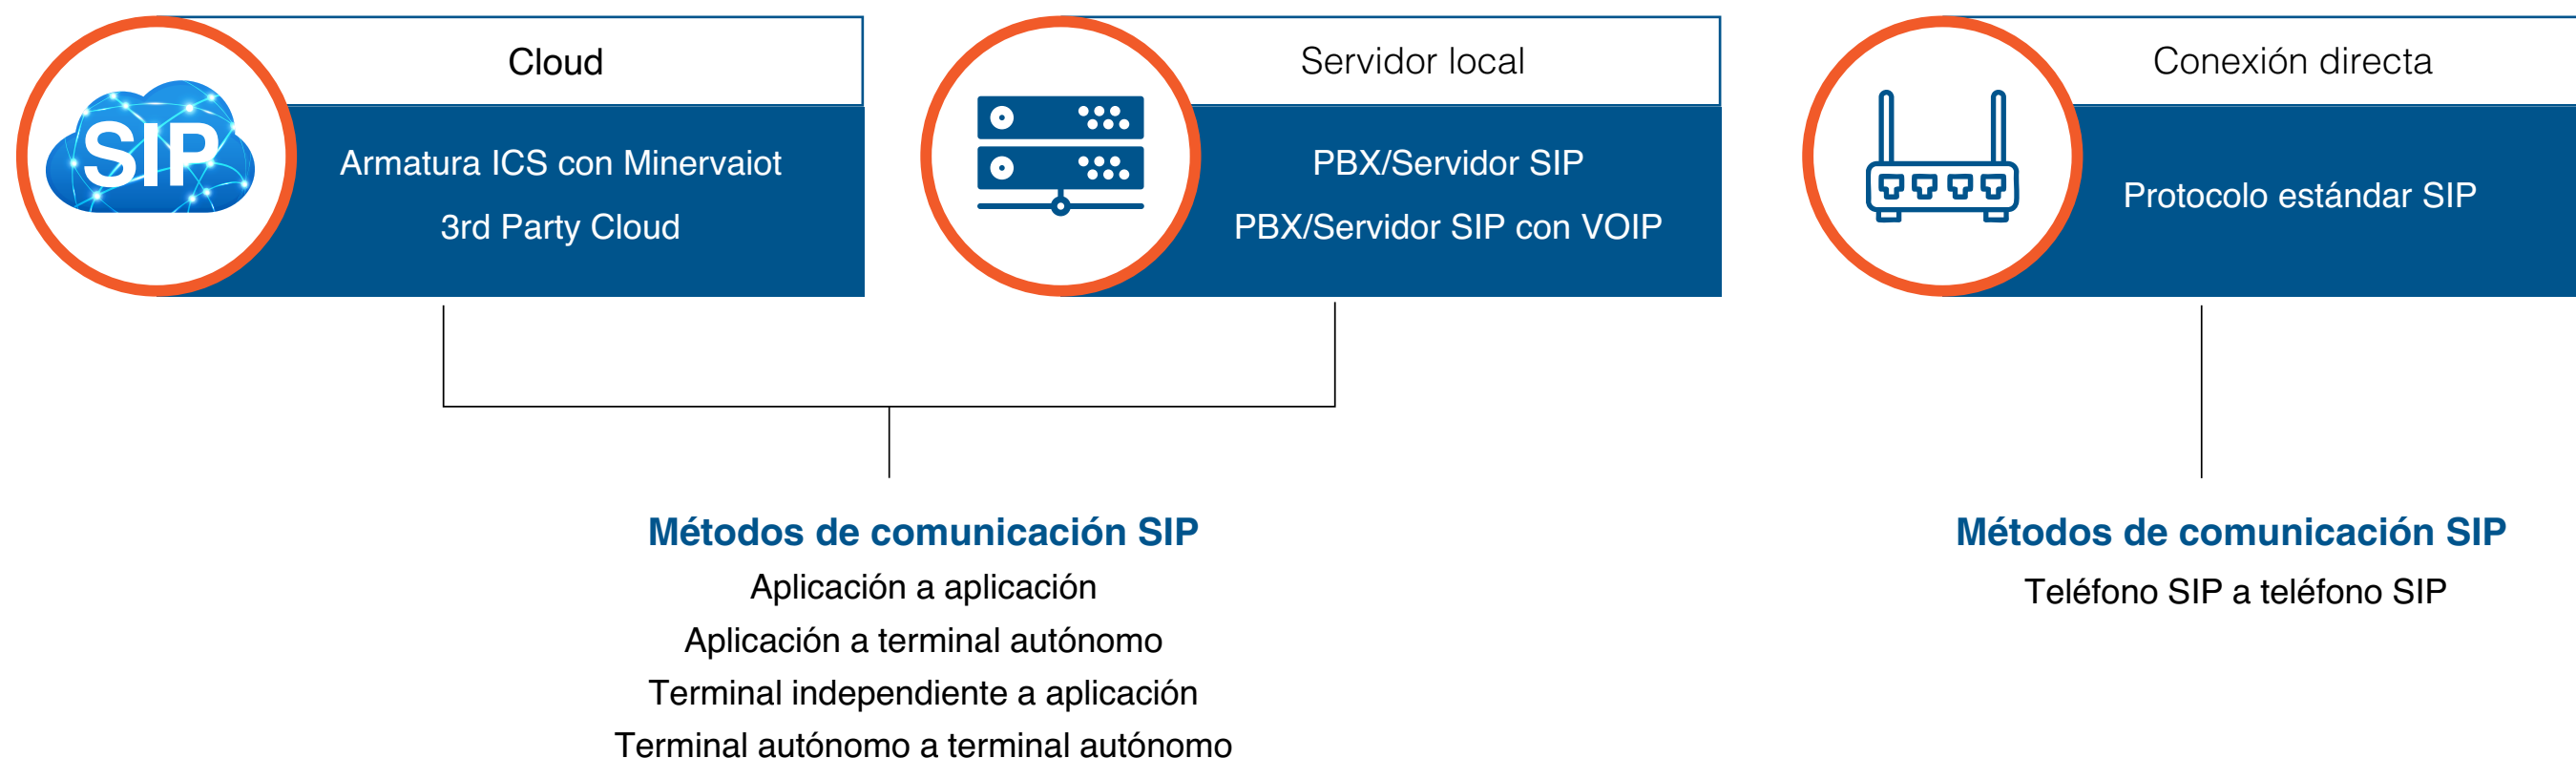 Cloud
SIP
Armatura ICS con Minervaiot
3rd Party Cloud
Servidor local
PBX/Servidor SIP
PBX/Servidor SIP con VOIP
Conexión directa
Protocolo estándar SIP
Métodos de comunicación SIP
Aplicación a aplicación
Aplicación a terminal autónomo
Terminal independiente a aplicación
Terminal autónomo a terminal autónomo
Métodos de comunicación SIP
Teléfono SIP a teléfono SIP